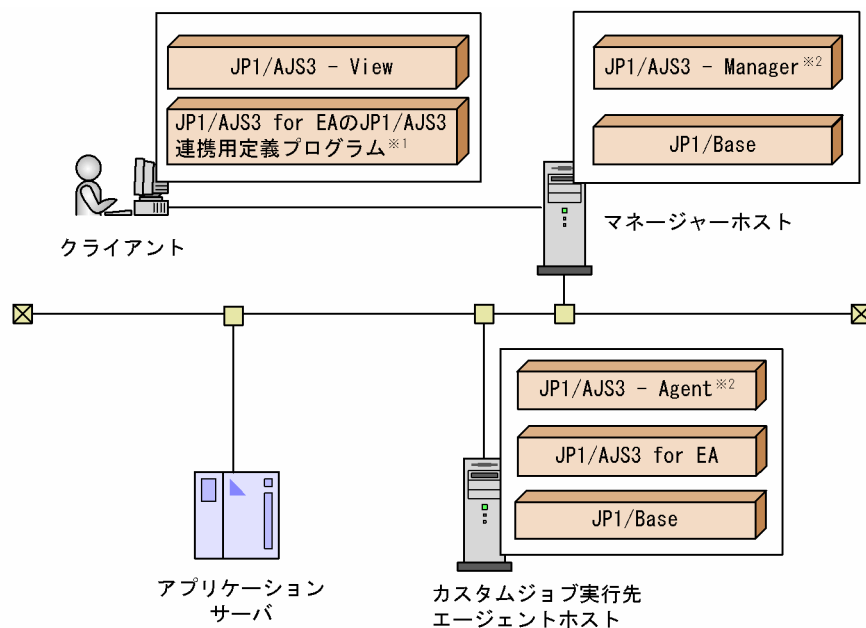 JP1/AJS3 - View
JP1/AJS3 for EAのJP1/AJS3
連携用定義プログラム※1
クライアント
JP1/AJS3 - Manager※2
JP1/Base
マネージャーホスト
JP1/AJS3 - Agent※2
JP1/AJS3 for EA
JP1/Base
アプリケーション
サーバ
カスタムジョブ実行先
エージェントホスト